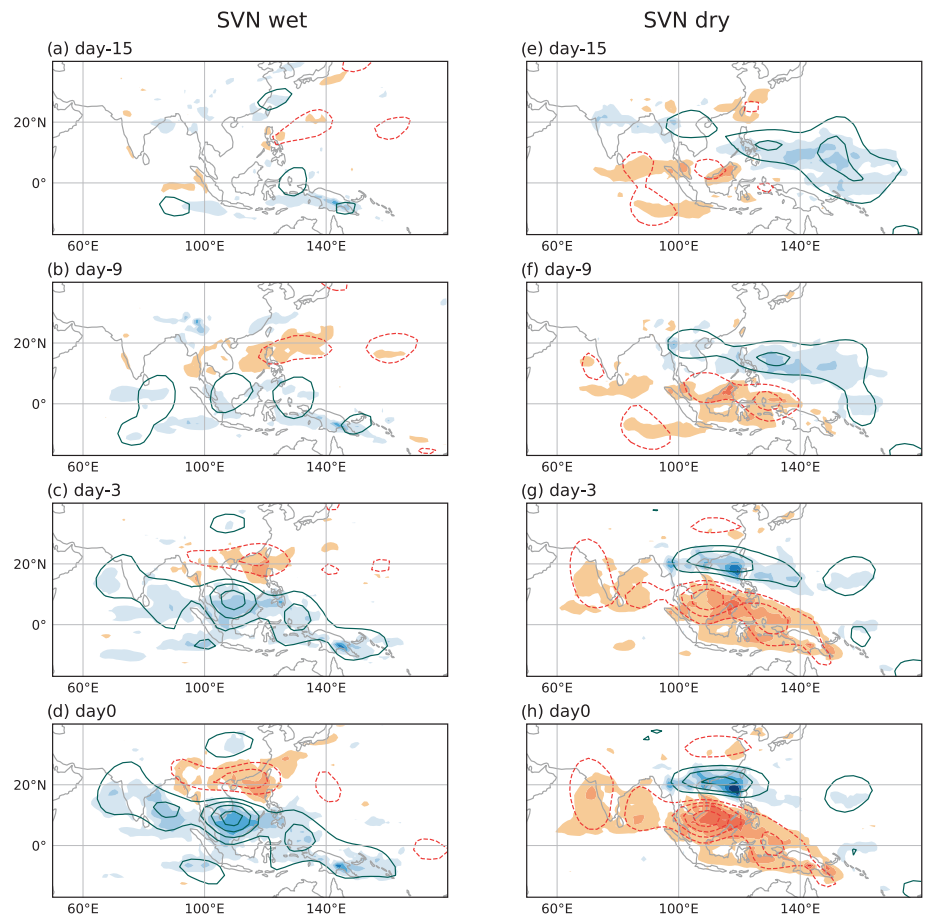 SVN wet
SVN dry
(a) day-15
(e) day-15
20°N
0°
60°E 100°E 140°E
20°N
0°
60°E 100°E 140°E
(b) day-9
(f) day-9
20°N
0°
60°E 100°E 140°E
20°N
0°
60°E 100°E 140°E
(c) day-3
(g) day-3
20°N
0°
60°E 100°E 140°E
20°N
0°
60°E 100°E 140°E
(d) day0
(h) day0
20°N
0°
60°E 100°E 140°E
20°N
0°
60°E 100°E 140°E